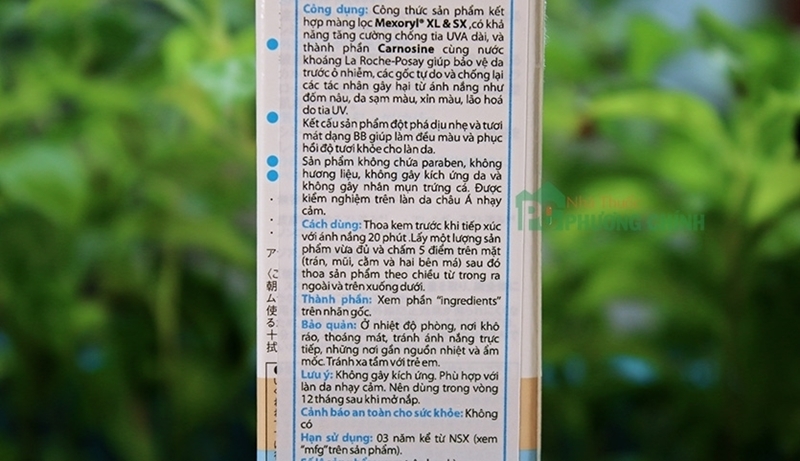 Công dụng: Công thức sản phẩm kết
hợp màng lọc Mexoryl® XL & SX ,có khả
năng tăng cường chống tia UVA dài, và
thành phần Carnosine cùng nước
khoáng La Roche-Posay giúp bảo vệ da
trước ô nhiễm, các gốc tự do và chống lại
các tác nhân gây hại từ ánh nắng như
đốm nâu, da sạm màu, xỉn màu, lão hoá
do tia UV.
Kết cấu sản phẩm đột phá dịu nhẹ và tươi
mát dạng BB giúp làm đều màu và phục
hồi độ tươi khỏe cho làn da.
Sản phẩm không chứa paraben, không
hương liệu, không gây kích ứng da và
không gây nhân mụn trứng cá. Được
kiểm nghiệm trên làn da châu Á nhạy
cảm.
Cách dùng: Thoa kem trước khi tiếp xúc
với ánh nắng 20 phút .Lấy một lượng sản
phẩm vừa đủ và chấm 5 điểm trên mặt
(trán, mũi, cằm và hai bên má) sau đó
thoa sản phẩm theo chiều từ trong ra
ngoài và trên xuống dưới.
Thành phần: Xem phần "ingredients"
trên nhãn gốc.
Bảo quản: Ở nhiệt độ phòng, nơi khô
ráo, thoáng mát, tránh ánh nắng trực
tiếp, những nơi gần nguồn nhiệt và ẩm
mốc. Tránh xa tầm với trẻ em.
Lưu ý: Không gây kích ứng. Phù hợp với
làn da nhạy cảm. Nên dùng trong vòng
12 tháng sau khi mở nắp.
Cảnh báo an toàn cho sức khỏe: Không
có
Hạn sử dụng: 03 năm kể từ NSX (xem
"mfg" trên sản phẩm).
ア
朝
ム
使
る
十
拭
Nhà Thuốc
PHƯƠNG CHÍNH